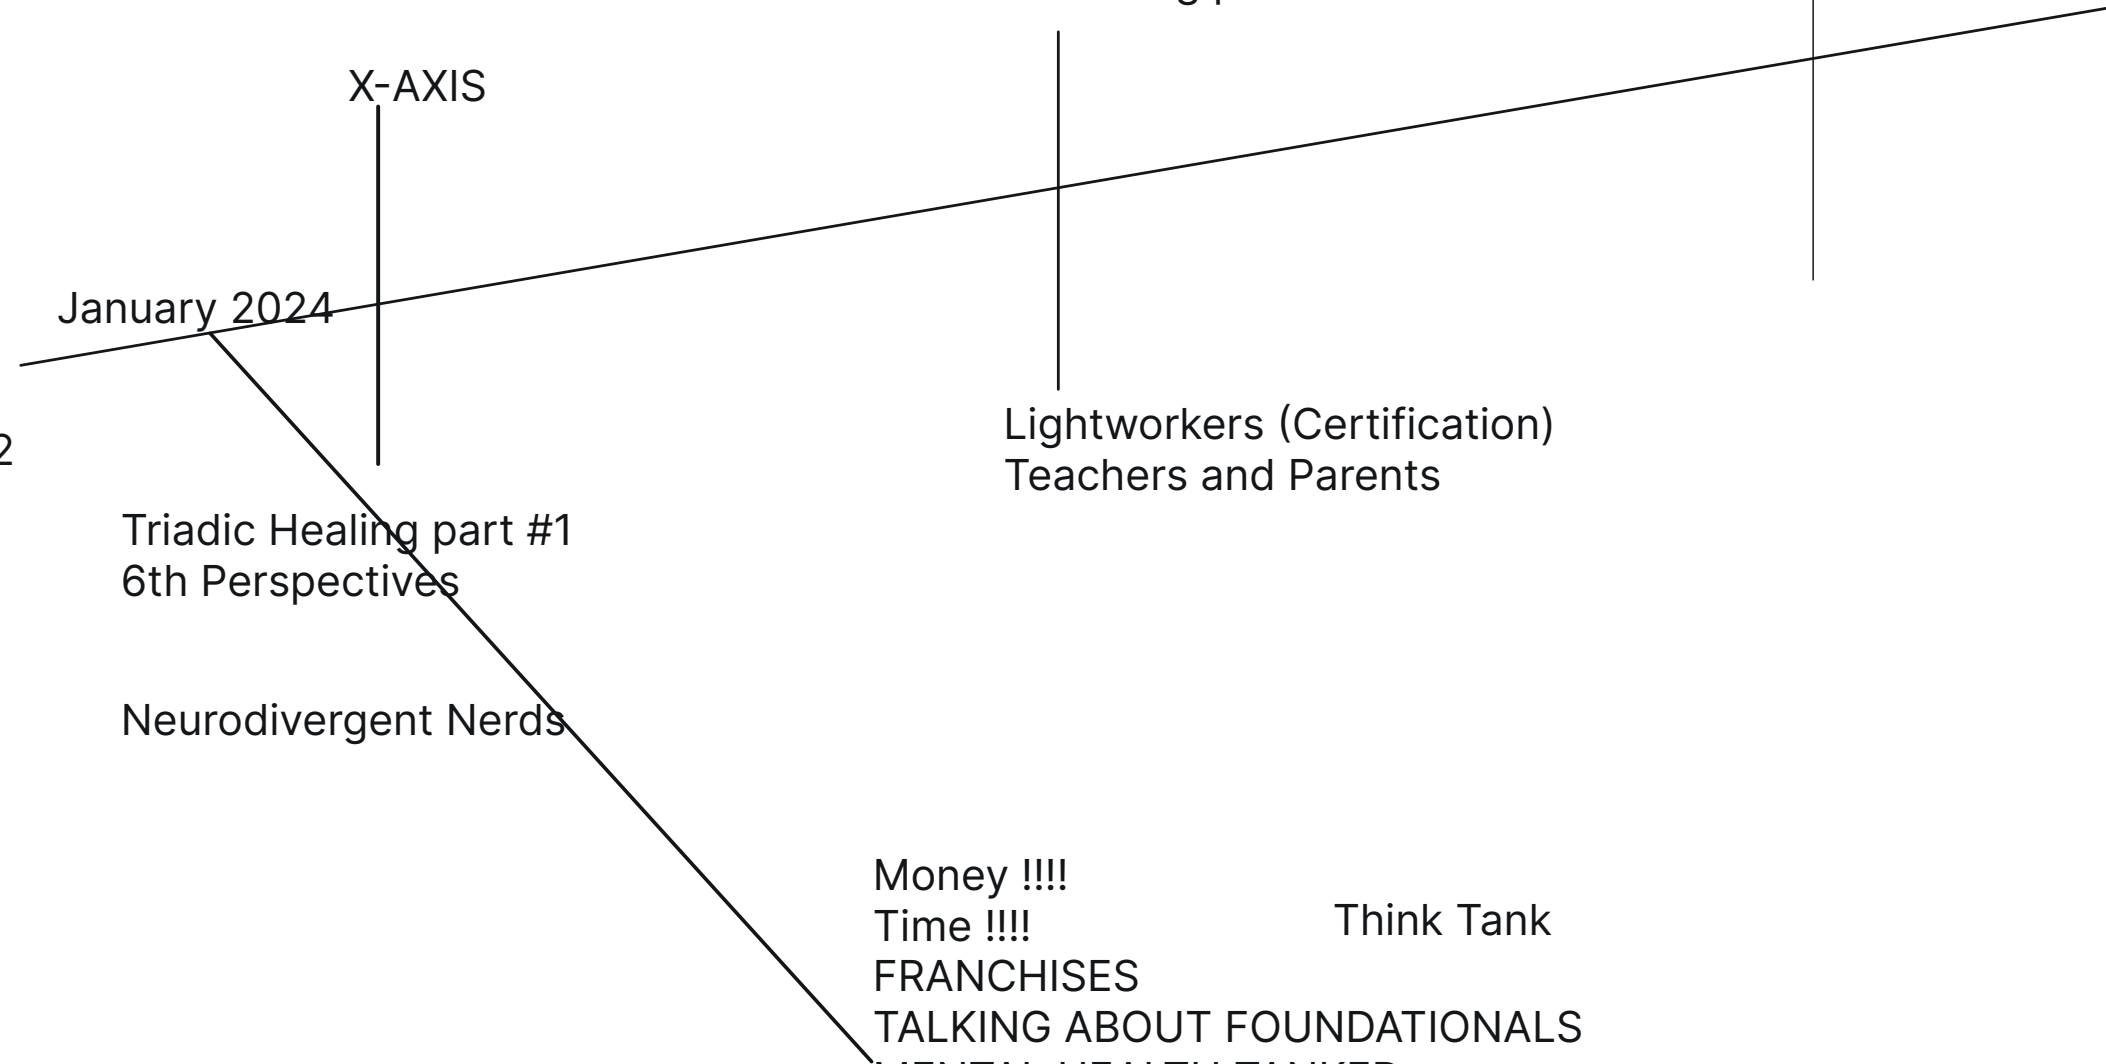 X-AXIS
January 2024
2
Lightworkers (Certification)
Teachers and Parents
Triadic Healing part #1
6th Perspectives
Neurodivergent Nerds
Money !!!!
Time !!!!
Think Tank
FRANCHISES
TALKING ABOUT FOUNDATIONALS